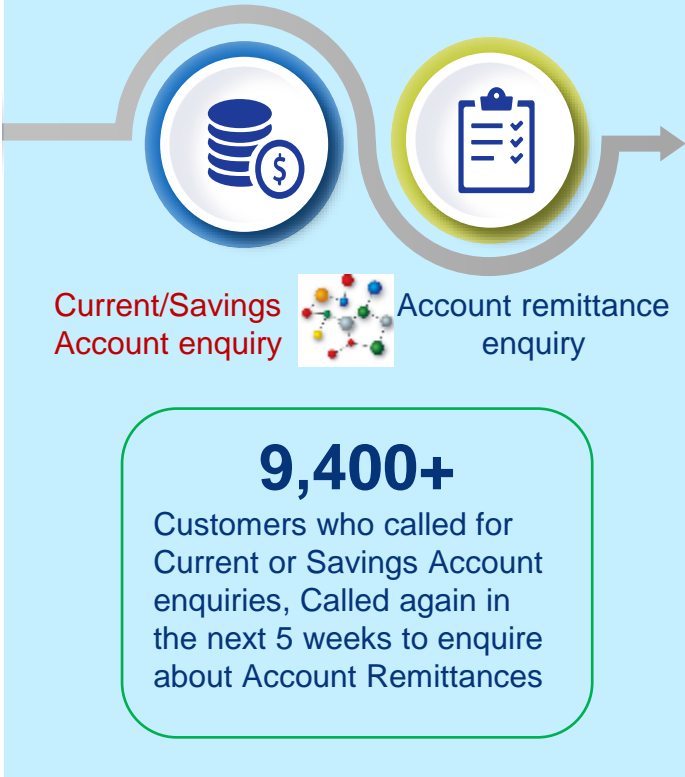 Current/Savings
Account enquiry
Account remittance
enquiry
9,400+
Customers who called for
Current or Savings Account
enquiries, Called again in
the next 5 weeks to enquire
about Account Remittances